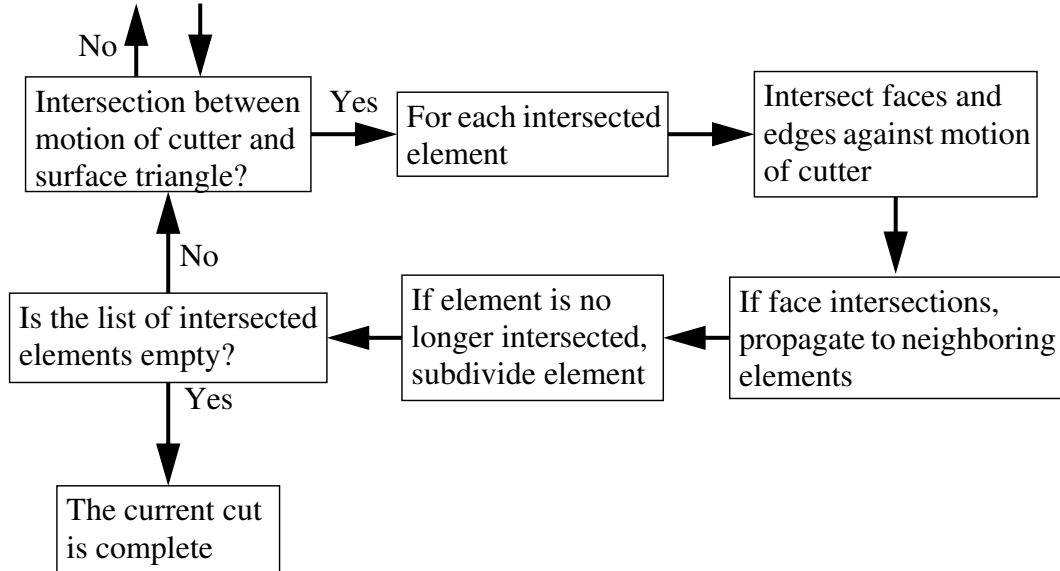 No
Intersection between
motion of cutter and
surface triangle?
Yes
For each intersected
element
Intersect faces and
edges against motion
of cutter
If face intersections,
propagate to neighboring
elements
If element is no
longer intersected,
subdivide element
Is the list of intersected
elements empty?
No
Yes
The current cut
is complete